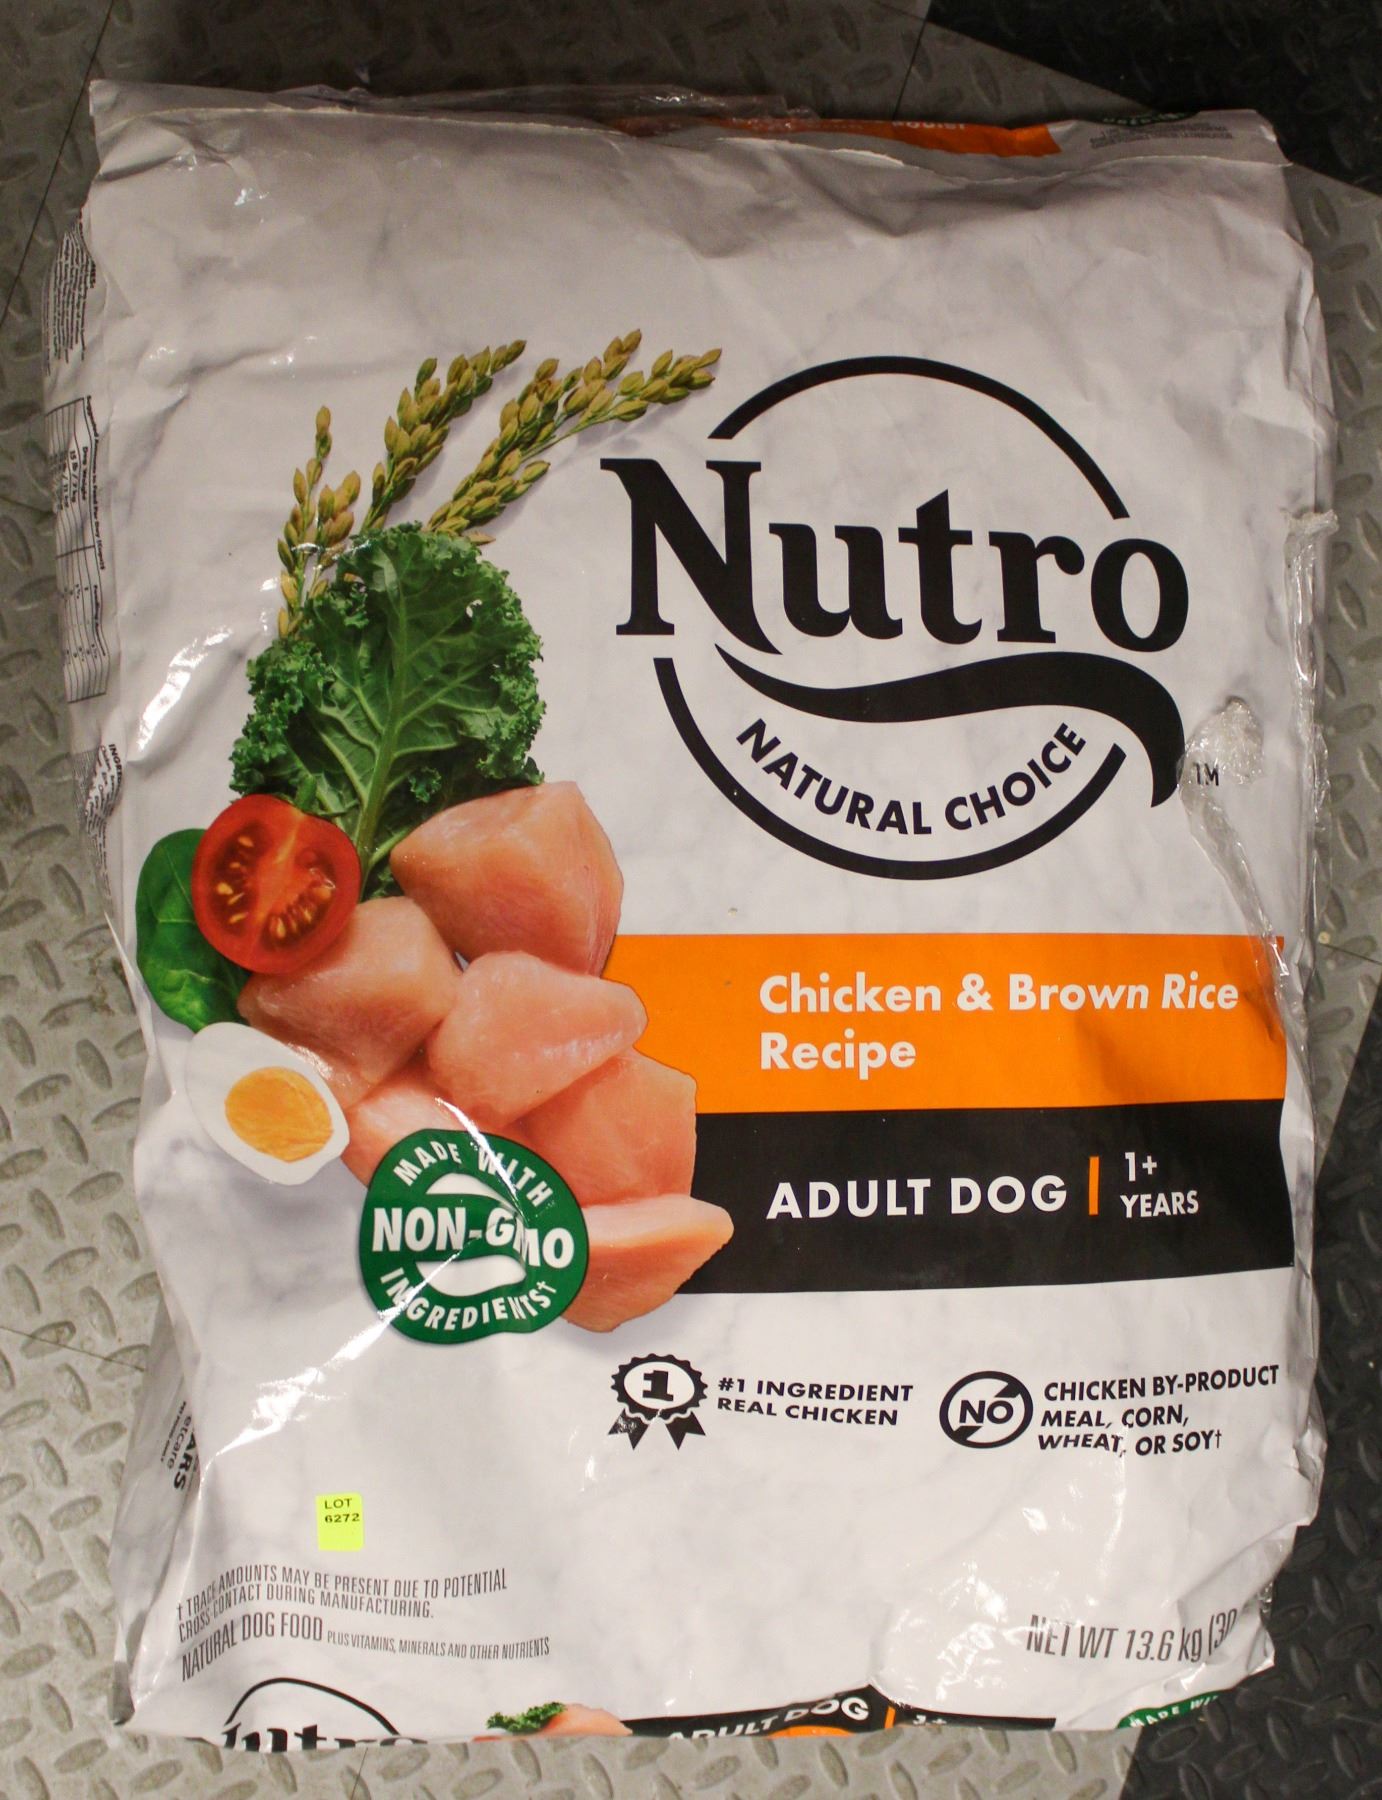 Nutro
NATURAL CHOICE
TM
Chicken & Brown Rice
Recipe
ADULT DOG
1+
YEARS
MADE WITH
NON-GMO
INGREDIENTS†
1
#1 INGREDIENT
REAL CHICKEN
NO
CHICKEN BY-PRODUCT
MEAL, CORN,
WHEAT, OR SOY†
LOT
6272
† TRACE AMOUNTS MAY BE PRESENT DUE TO POTENTIAL
CROSS-CONTACT DURING MANUFACTURING.
NATURAL DOG FOOD PLUS VITAMINS, MINERALS AND OTHER NUTRIENTS
NET WT 13.6 kg (30
ADULT DOG
1+